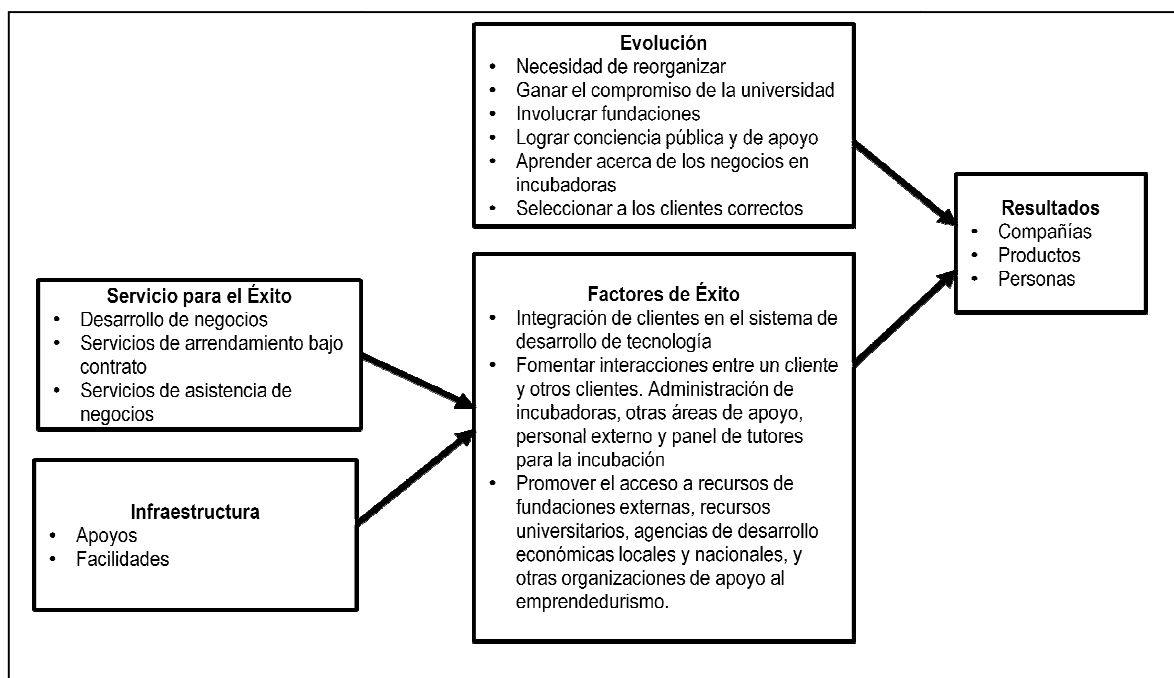 Evolución
• Necesidad de reorganizar
• Ganar el compromiso de la universidad
• Involucrar fundaciones
• Lograr conciencia pública y de apoyo
• Aprender acerca de los negocios en
incubadoras
• Seleccionar a los clientes correctos
Servicio para el Éxito
• Desarrollo de negocios
• Servicios de arrendamiento bajo
contrato
• Servicios de asistencia de
negocios
Infraestructura
• Apoyos
• Facilidades
Factores de Éxito
• Integración de clientes en el sistema de
desarrollo de tecnología
• Fomentar interacciones entre un cliente
y otros clientes. Administración de
incubadoras, otras áreas de apoyo,
personal externo y panel de tutores
para la incubación
• Promover el acceso a recursos de
fundaciones externas, recursos
universitarios, agencias de desarrollo
económicas locales y nacionales, y
otras organizaciones de apoyo al
emprendedurismo.
Resultados
• Compañías
• Productos
• Personas